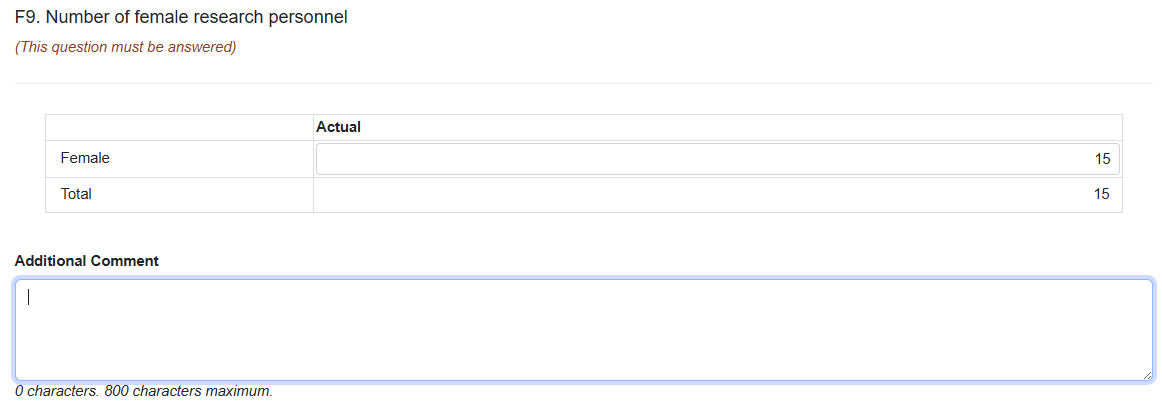 F9. Number of female research personnel
(This question must be answered)
Actual
Female 15
Total 15
Additional Comment
0 characters. 800 characters maximum.